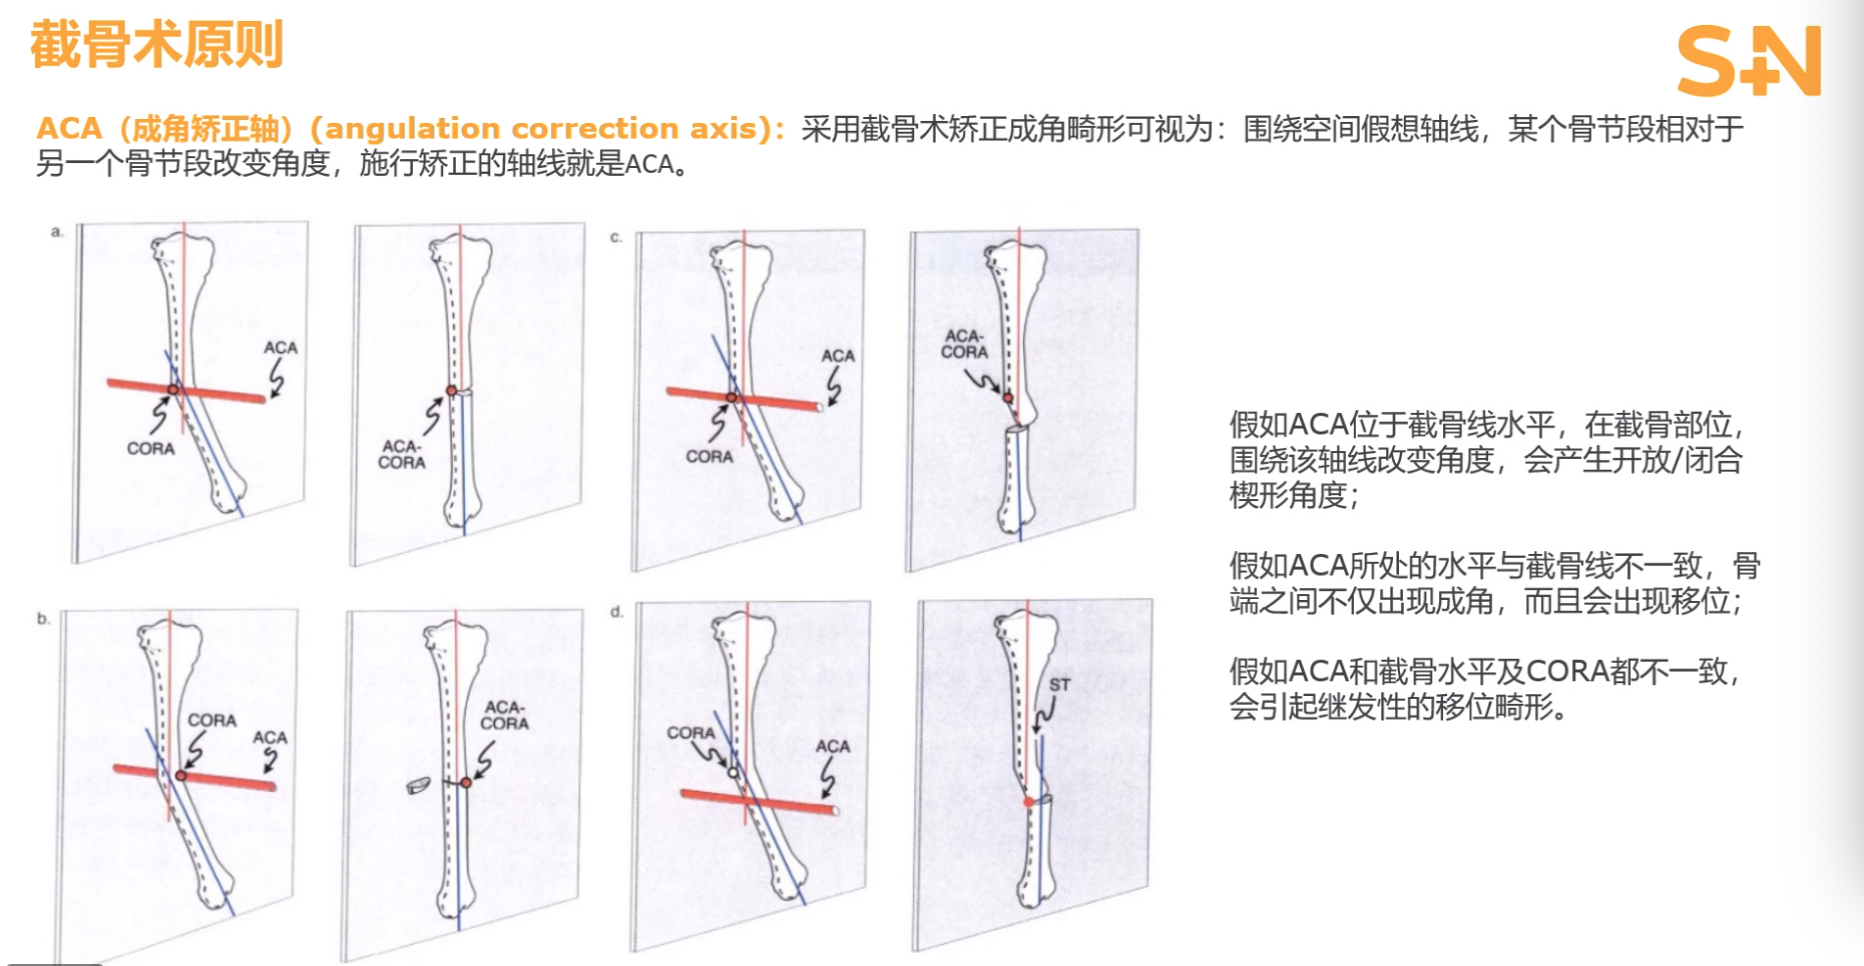 截骨术原则
S+N
ACA（成角矫正轴）(angulation correction axis)：采用截骨术矫正成角畸形可视为：围绕空间假想轴线，某个骨节段相对于
另一个骨节段改变角度，施行矫正的轴线就是ACA。
a.
ACA
CORA
ACA-
CORA
c.
ACA
CORA
ACA-
CORA
b.
CORA
ACA
ACA-
CORA
d.
CORA
ACA
ST
假如ACA位于截骨线水平，在截骨部位，
围绕该轴线改变角度，会产生开放/闭合
楔形角度；
假如ACA所处的水平与截骨线不一致，骨
端之间不仅出现成角，而且会出现移位；
假如ACA和截骨水平及CORA都不一致，
会引起继发性的移位畸形。